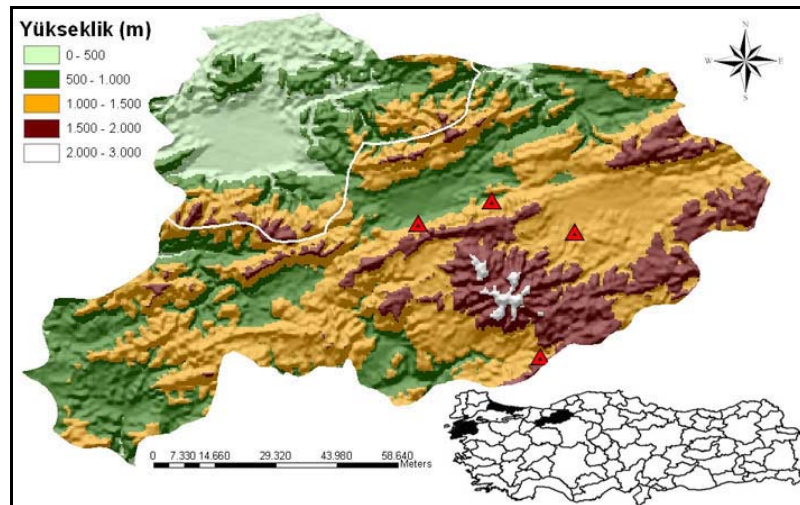 Yükseklik (m)
0 - 500
500 - 1.000
1.000 - 1.500
1.500 - 2.000
2.000 - 3.000
N
W E
S
0 7.330 14.660 29.320 43.980 58.640
Meters